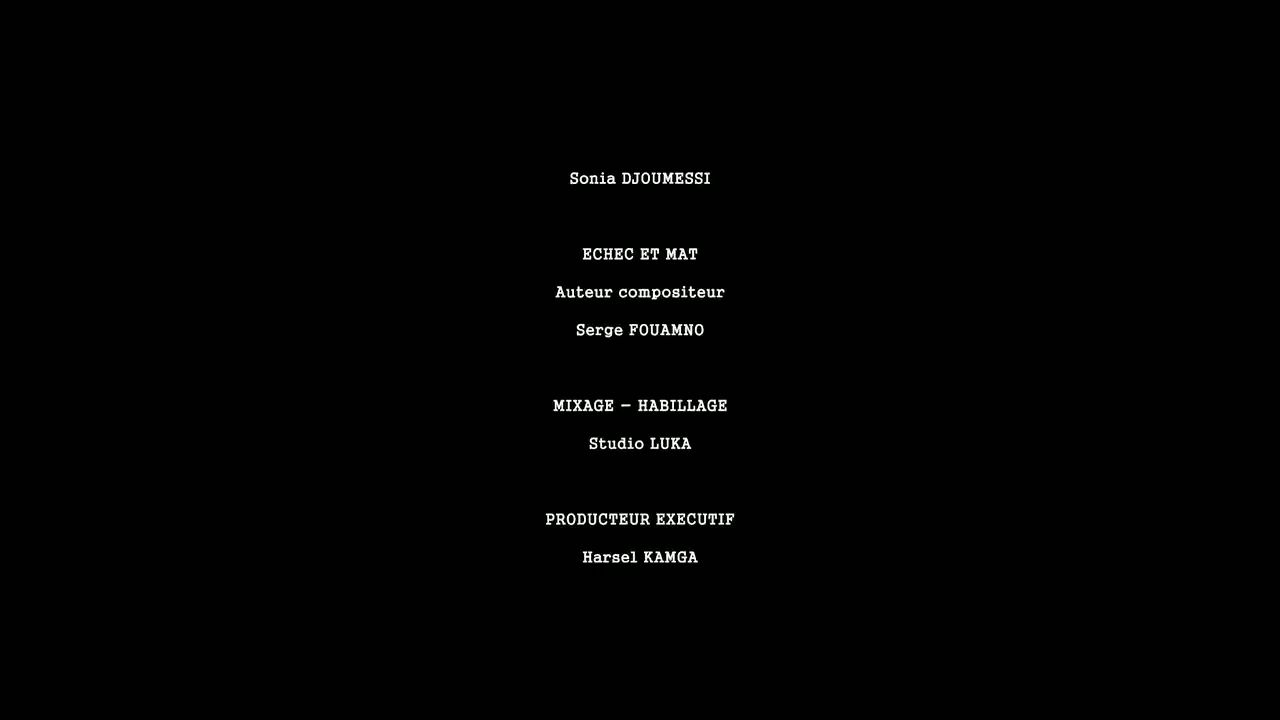 Sonia DJOUMESSI
ECHEC ET MAT
Auteur compositeur
Serge FOUAMNO
MIXAGE - HABILLAGE
Studio LUKA
PRODUCTEUR EXECUTIF
Harsel KAMGA